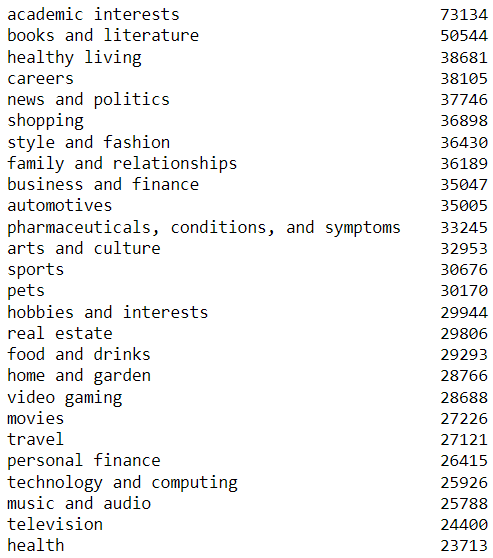 academic interests 73134
books and literature 50544
healthy living 38681
careers 38105
news and politics 37746
shopping 36898
style and fashion 36430
family and relationships 36189
business and finance 35047
automotives 35005
pharmaceuticals, conditions, and symptoms 33245
arts and culture 32953
sports 30676
pets 30170
hobbies and interests 29944
real estate 29806
food and drinks 29293
home and garden 28766
video gaming 28688
movies 27226
travel 27121
personal finance 26415
technology and computing 25926
music and audio 25788
television 24400
health 23713